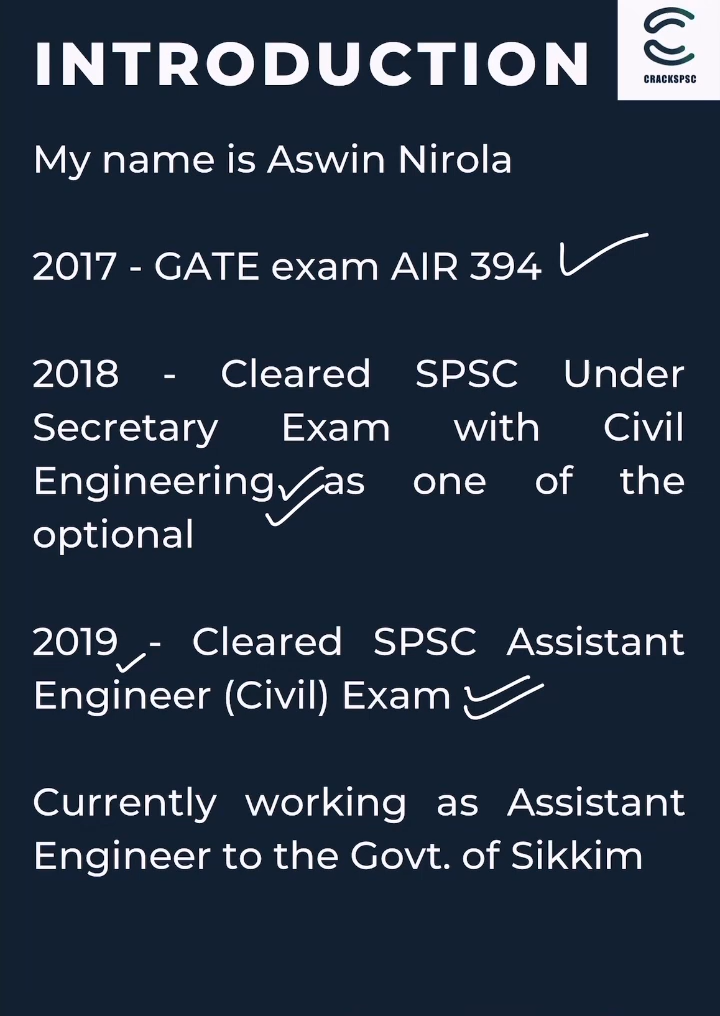 INTRODUCTION
CRACKSPSC
My name is Aswin Nirola
2017 - GATE exam AIR 394
2018 - Cleared SPSC Under
Secretary Exam with Civil
Engineering as one of the
optional
2019 - Cleared SPSC Assistant
Engineer (Civil) Exam
Currently working as Assistant
Engineer to the Govt. of Sikkim